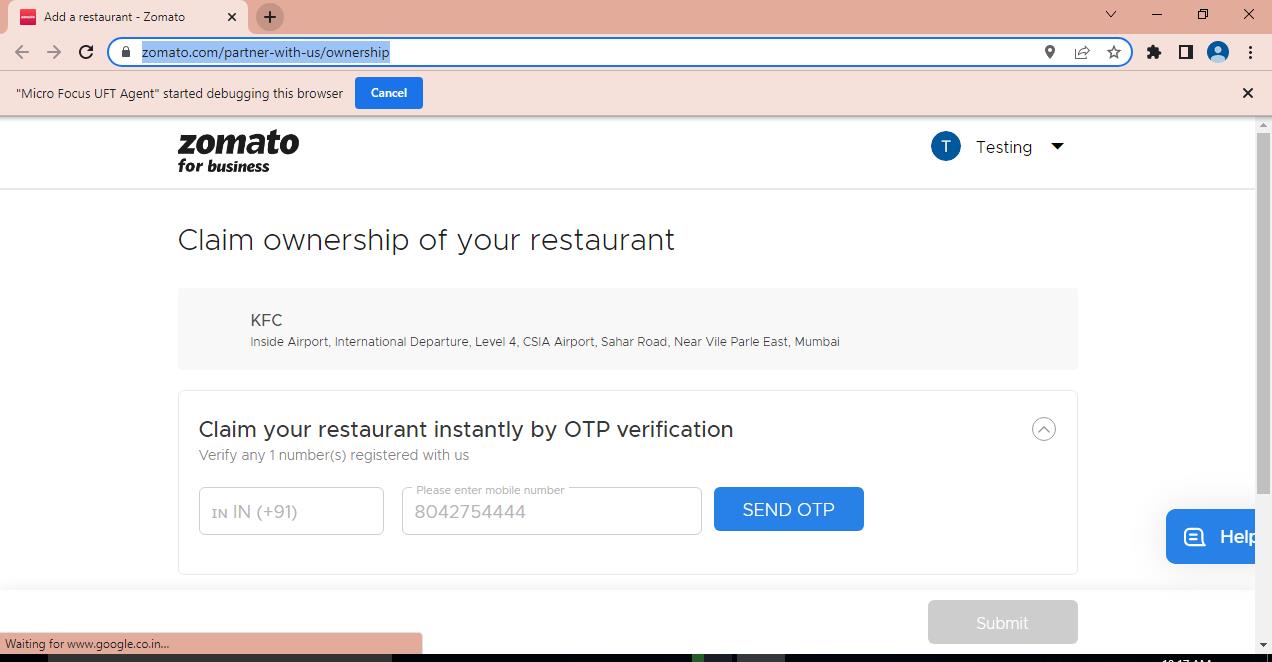 Add a restaurant - Zomato
zomato.com/partner-with-us/ownership
"Micro Focus UFT Agent" started debugging this browser
Cancel
zomato
for business
T Testing
Claim ownership of your restaurant
KFC
Inside Airport, International Departure, Level 4, CSIA Airport, Sahar Road, Near Vile Parle East, Mumbai
Claim your restaurant instantly by OTP verification
Verify any 1 number(s) registered with us
Please enter mobile number
IN IN (+91) 8042754444 SEND OTP
Help
Submit
Waiting for www.google.co.in...